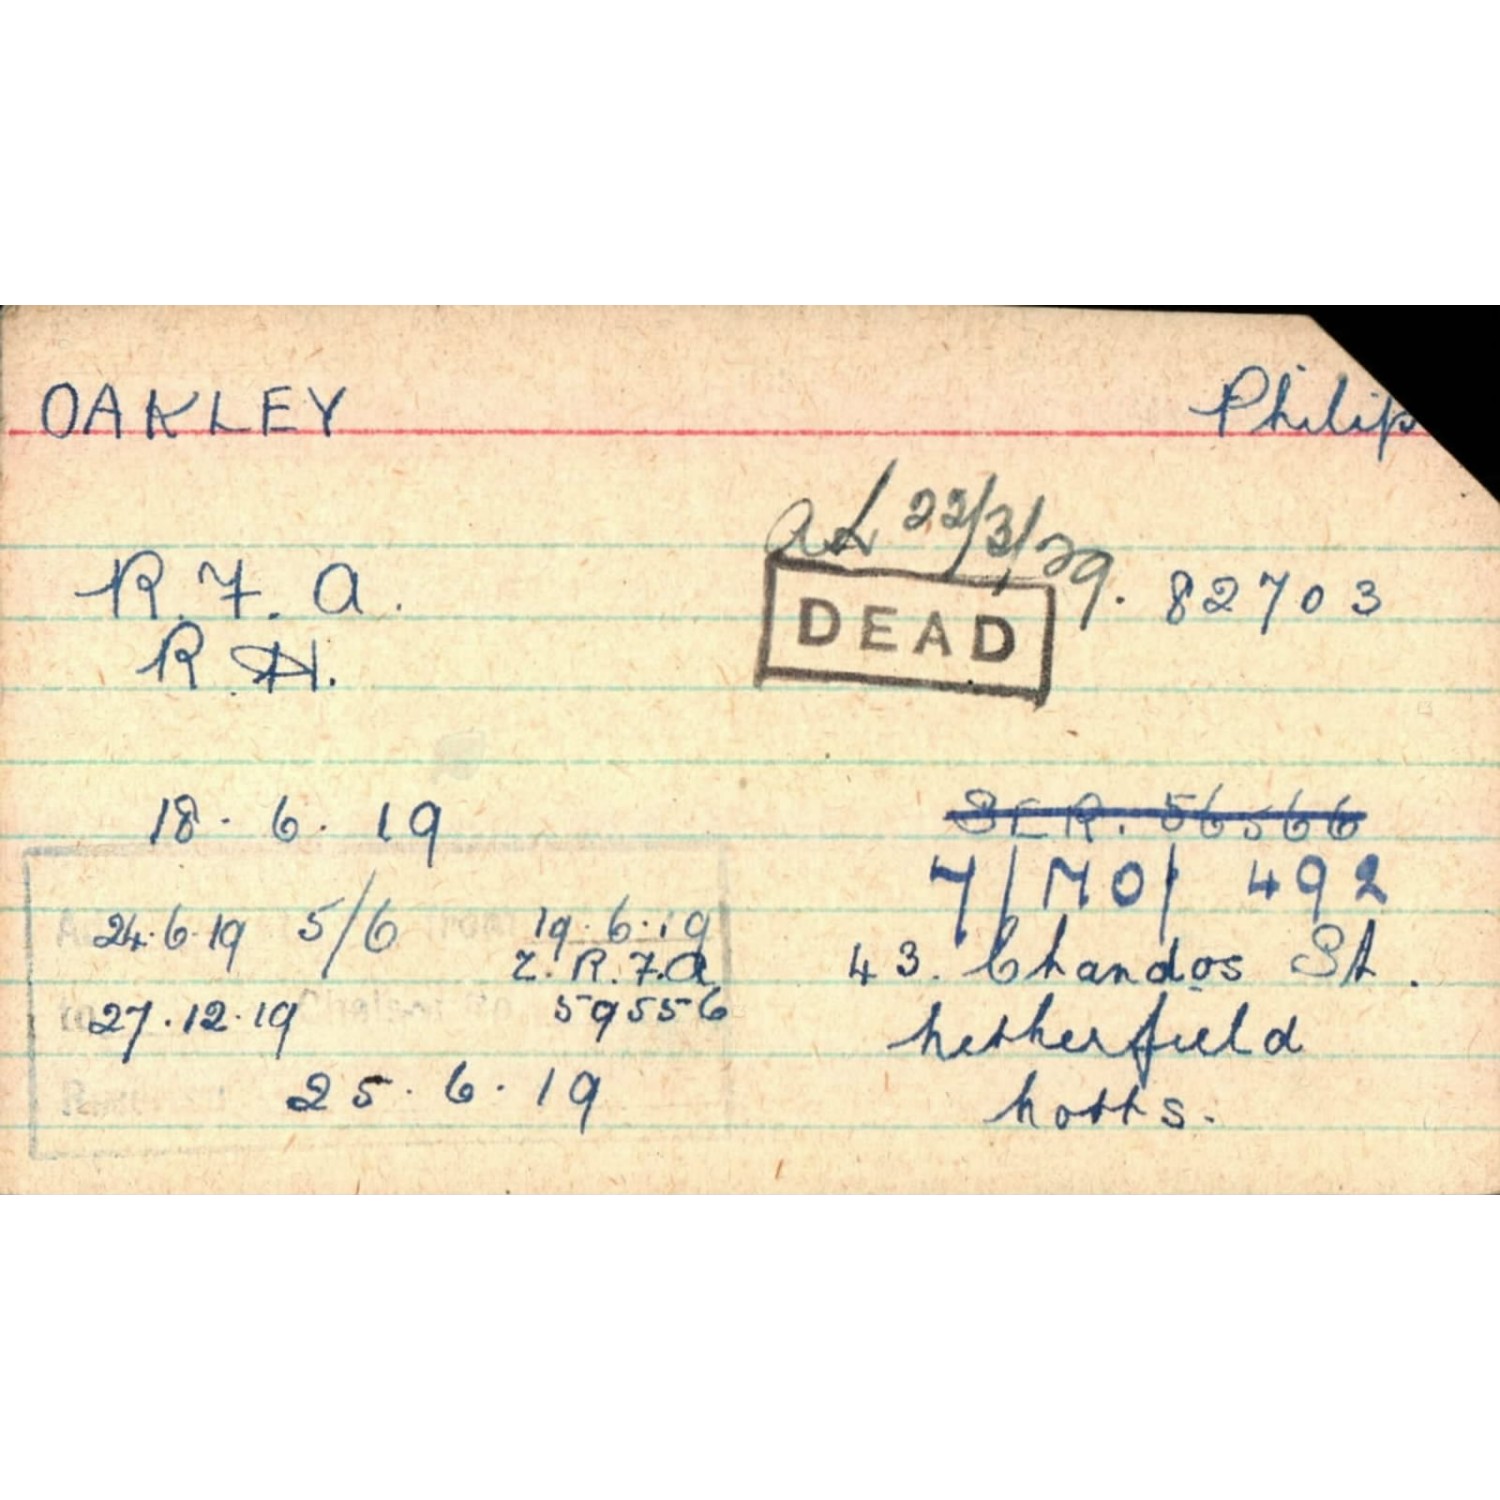 OAKLEY Philip
AL 22/3/29.
R.F.A. 82703
DEAD
R.H.
18.6.19 SER. 56566
7/MO/ 492
24.6.19 5/6 19.6.19
43. Chandos St.
Z.R.F.A
27.12.19 59556
Netherfield
25.6.19 Notts.